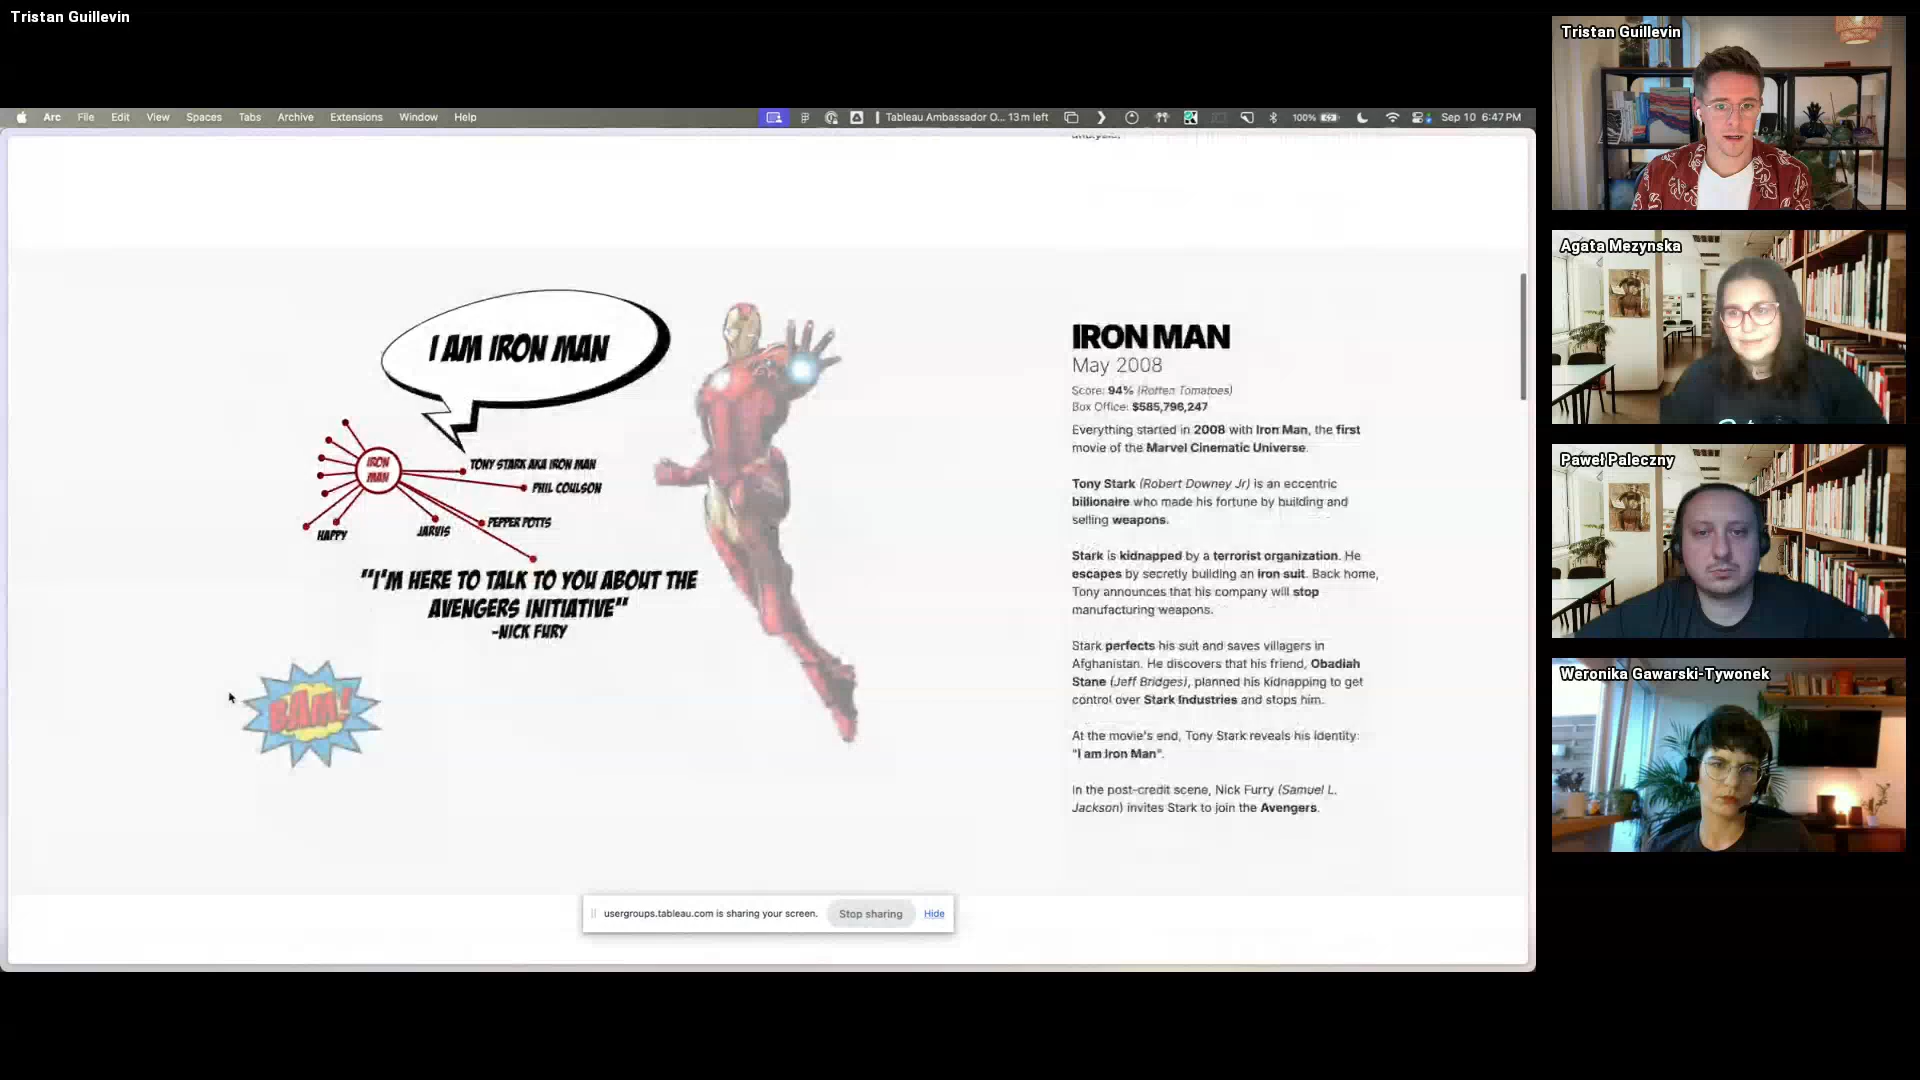 Tristan Guillevin
Arc File Edit View Spaces Tabs Archive Extensions Window Help
Tableau Ambassador O... 13 m left
100%
Sep 10 6:47 PM
I AM IRON MAN
IRON
MAN
TONY STARK AKA IRON MAN
PHIL COULSON
PEPPER POTTS
JARVIS
HAPPY
"I'M HERE TO TALK TO YOU ABOUT THE
AVENGERS INITIATIVE"
-NICK FURY
BAM!
IRON MAN
May 2008
Score: 94% (Rotten Tomatoes)
Box Office: $585,796,247
Everything started in 2008 with Iron Man, the first
movie of the Marvel Cinematic Universe.
Tony Stark (Robert Downey Jr) is an eccentric
billionaire who made his fortune by building and
selling weapons.
Stark is kidnapped by a terrorist organization. He
escapes by secretly building an iron suit. Back home,
Tony announces that his company will stop
manufacturing weapons.
Stark perfects his suit and saves villagers in
Afghanistan. He discovers that his friend, Obadiah
Stane (Jeff Bridges), planned his kidnapping to get
control over Stark Industries and stops him.
At the movie's end, Tony Stark reveals his identity:
"I am Iron Man".
In the post-credit scene, Nick Furry (Samuel L.
Jackson) invites Stark to join the Avengers.
usergroups.tableau.com is sharing your screen.
Stop sharing
Hide
Tristan Guillevin
Agata Mezynska
Paweł Paleczny
Weronika Gawarski-Tywonek